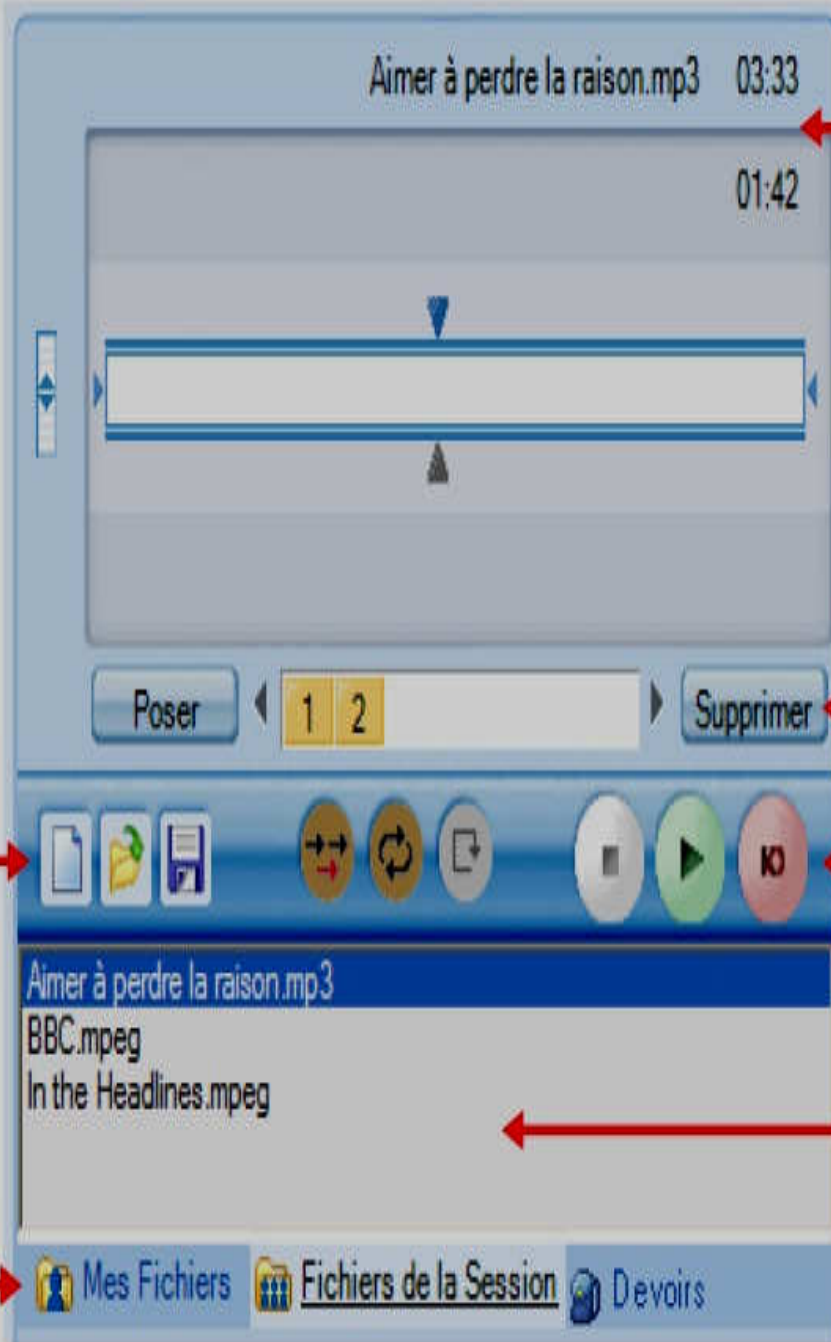 Aimer à perdre la raison.mp3 03:33
01:42
Poser 1 2 Supprimer
Aimer à perdre la raison.mp3
BBC.mpeg
In the Headlines.mpeg
Mes Fichiers Fichiers de la Session Devoirs